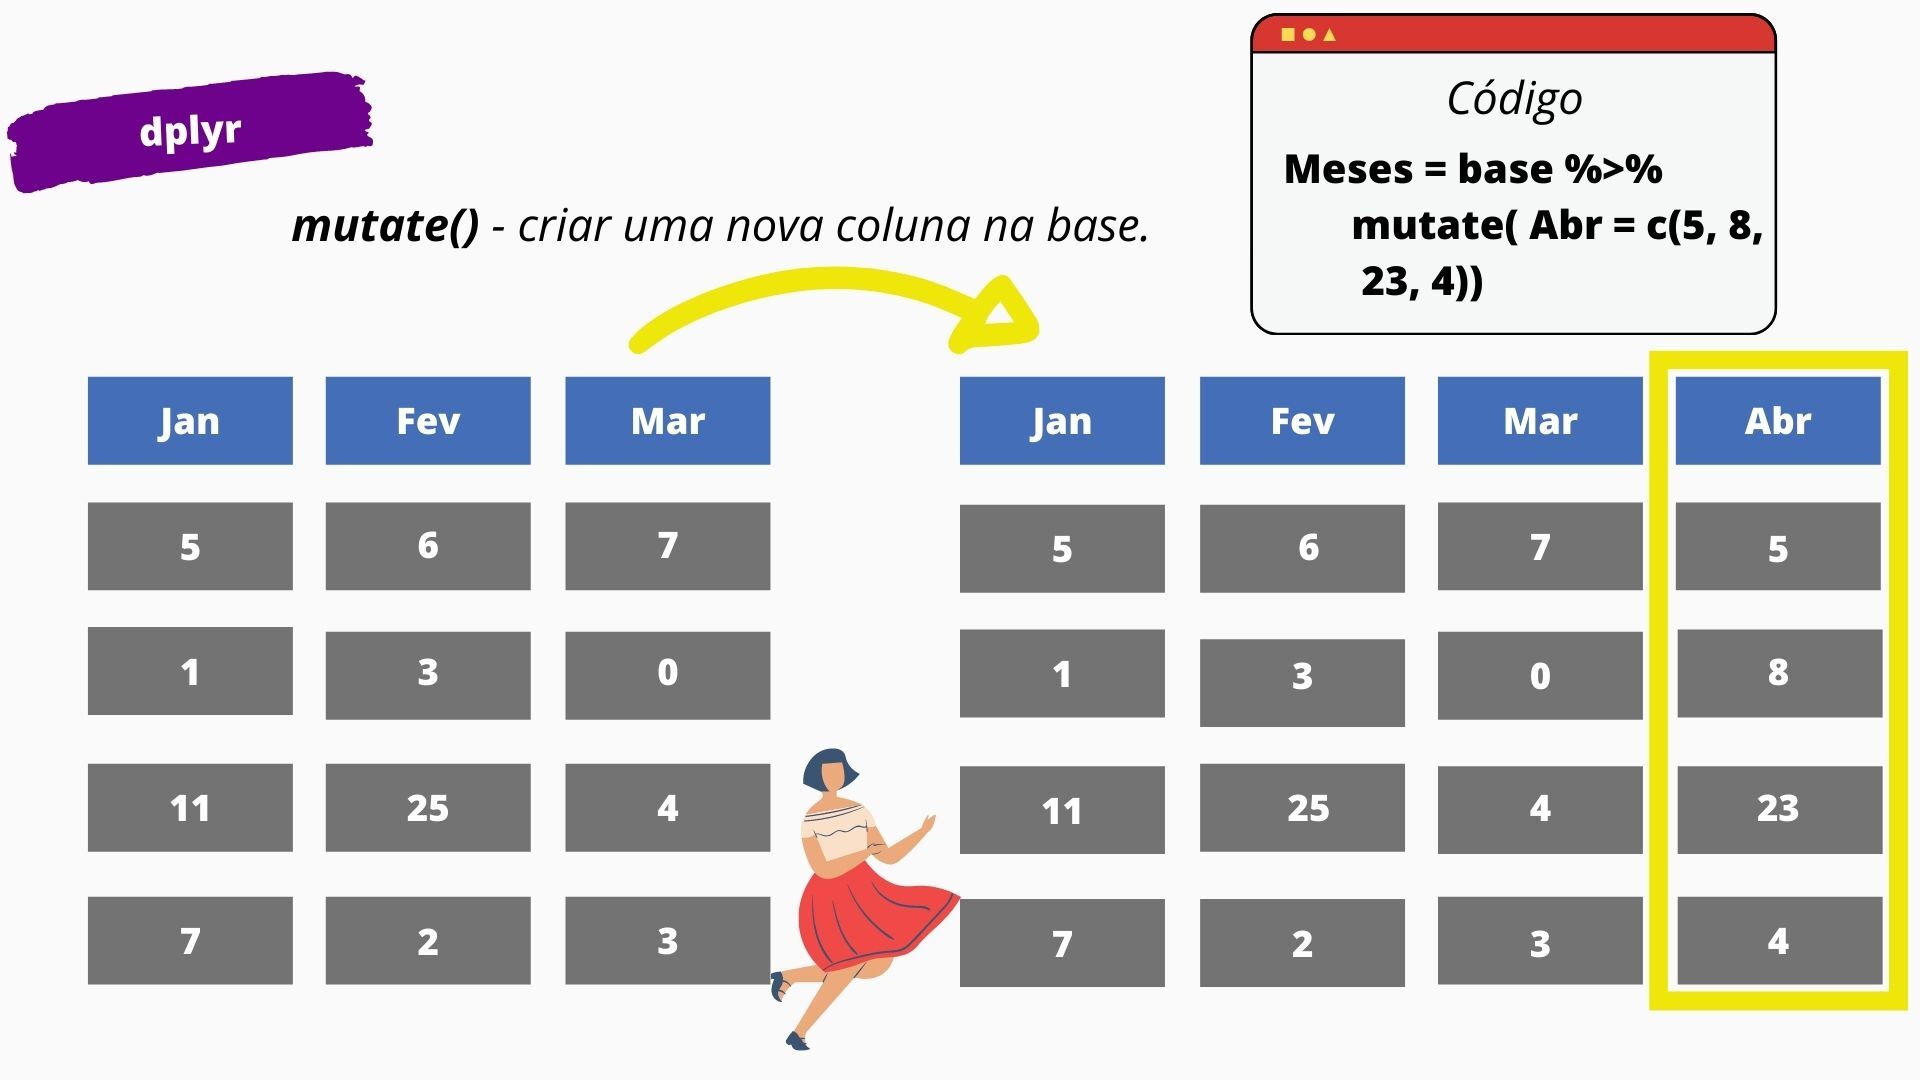 dplyr
mutate() - criar uma nova coluna na base.
Código
Meses = base %>%
mutate( Abr = c(5, 8,
23, 4))
Jan Fev Mar
5 6 7
1 3 0
11 25 4
7 2 3
Jan Fev Mar Abr
5 6 7 5
1 3 0 8
11 25 4 23
7 2 3 4